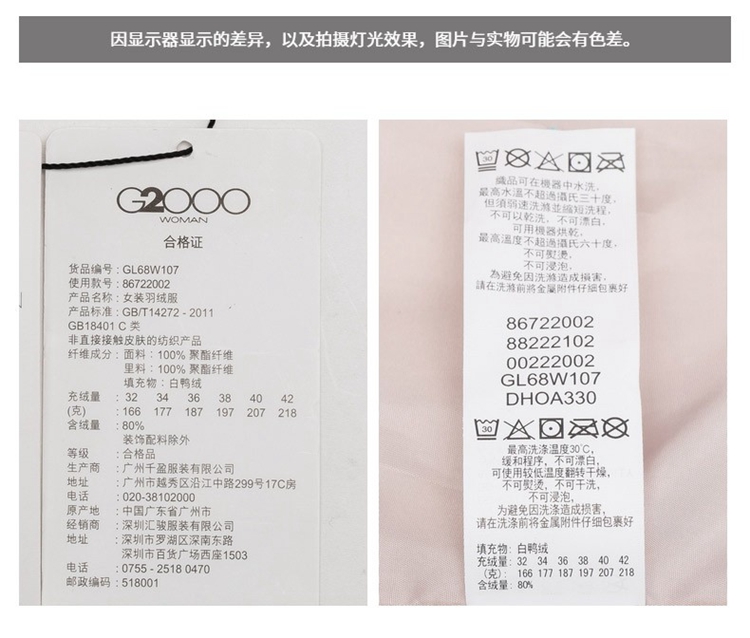 因显示器显示的差异，以及拍摄灯光效果，图片与实物可能会有色差。
G2000
WOMAN
合格证
货品编号 : GL68W107
使用款号 : 86722002
产品名称 : 女装羽绒服
产品标准 : GB/T14272 - 2011
GB18401 C 类
非直接接触皮肤的纺织产品
纤维成分 : 面料 : 100% 聚酯纤维
里料 : 100% 聚酯纤维
填充物 : 白鸭绒
充绒量 : 32 34 36 38 40 42
(克) : 166 177 187 197 207 218
含绒量 : 80%
装饰配料除外
等级 : 合格品
生产商 : 广州千盈服装有限公司
地址 : 广州市越秀区沿江中路299号17C房
电话 : 020-38102000
原产地 : 中国广东省广州市
经销商 : 深圳汇骏服装有限公司
地址 : 深圳市罗湖区深南东路
深圳市百货广场西座1503
电话 : 0755 - 2518 0470
邮政编码 : 518001
30
織品可在機器中水洗,
最高水溫不超過攝氏三十度,
但須弱速洗滌並縮短洗程,
不可以乾洗, 不可漂白,
可用機器烘乾,
最高溫度不超過攝氏六十度,
不可熨燙,
不可浸泡,
為避免因洗滌造成損害,
請在洗滌前將金屬附件仔細包裹好
86722002
88222102
00222002
GL68W107
DHOA330
30
最高洗涤温度30℃,
缓和程序, 不可漂白,
可使用较低温度翻转干燥,
不可熨烫, 不可干洗,
不可浸泡,
为避免因洗涤造成损害,
请在洗涤前将金属附件仔细包裹好
填充物: 白鸭绒
充绒量: 32 34 36 38 40 42
(克): 166 177 187 197 207 218
含绒量: 80%